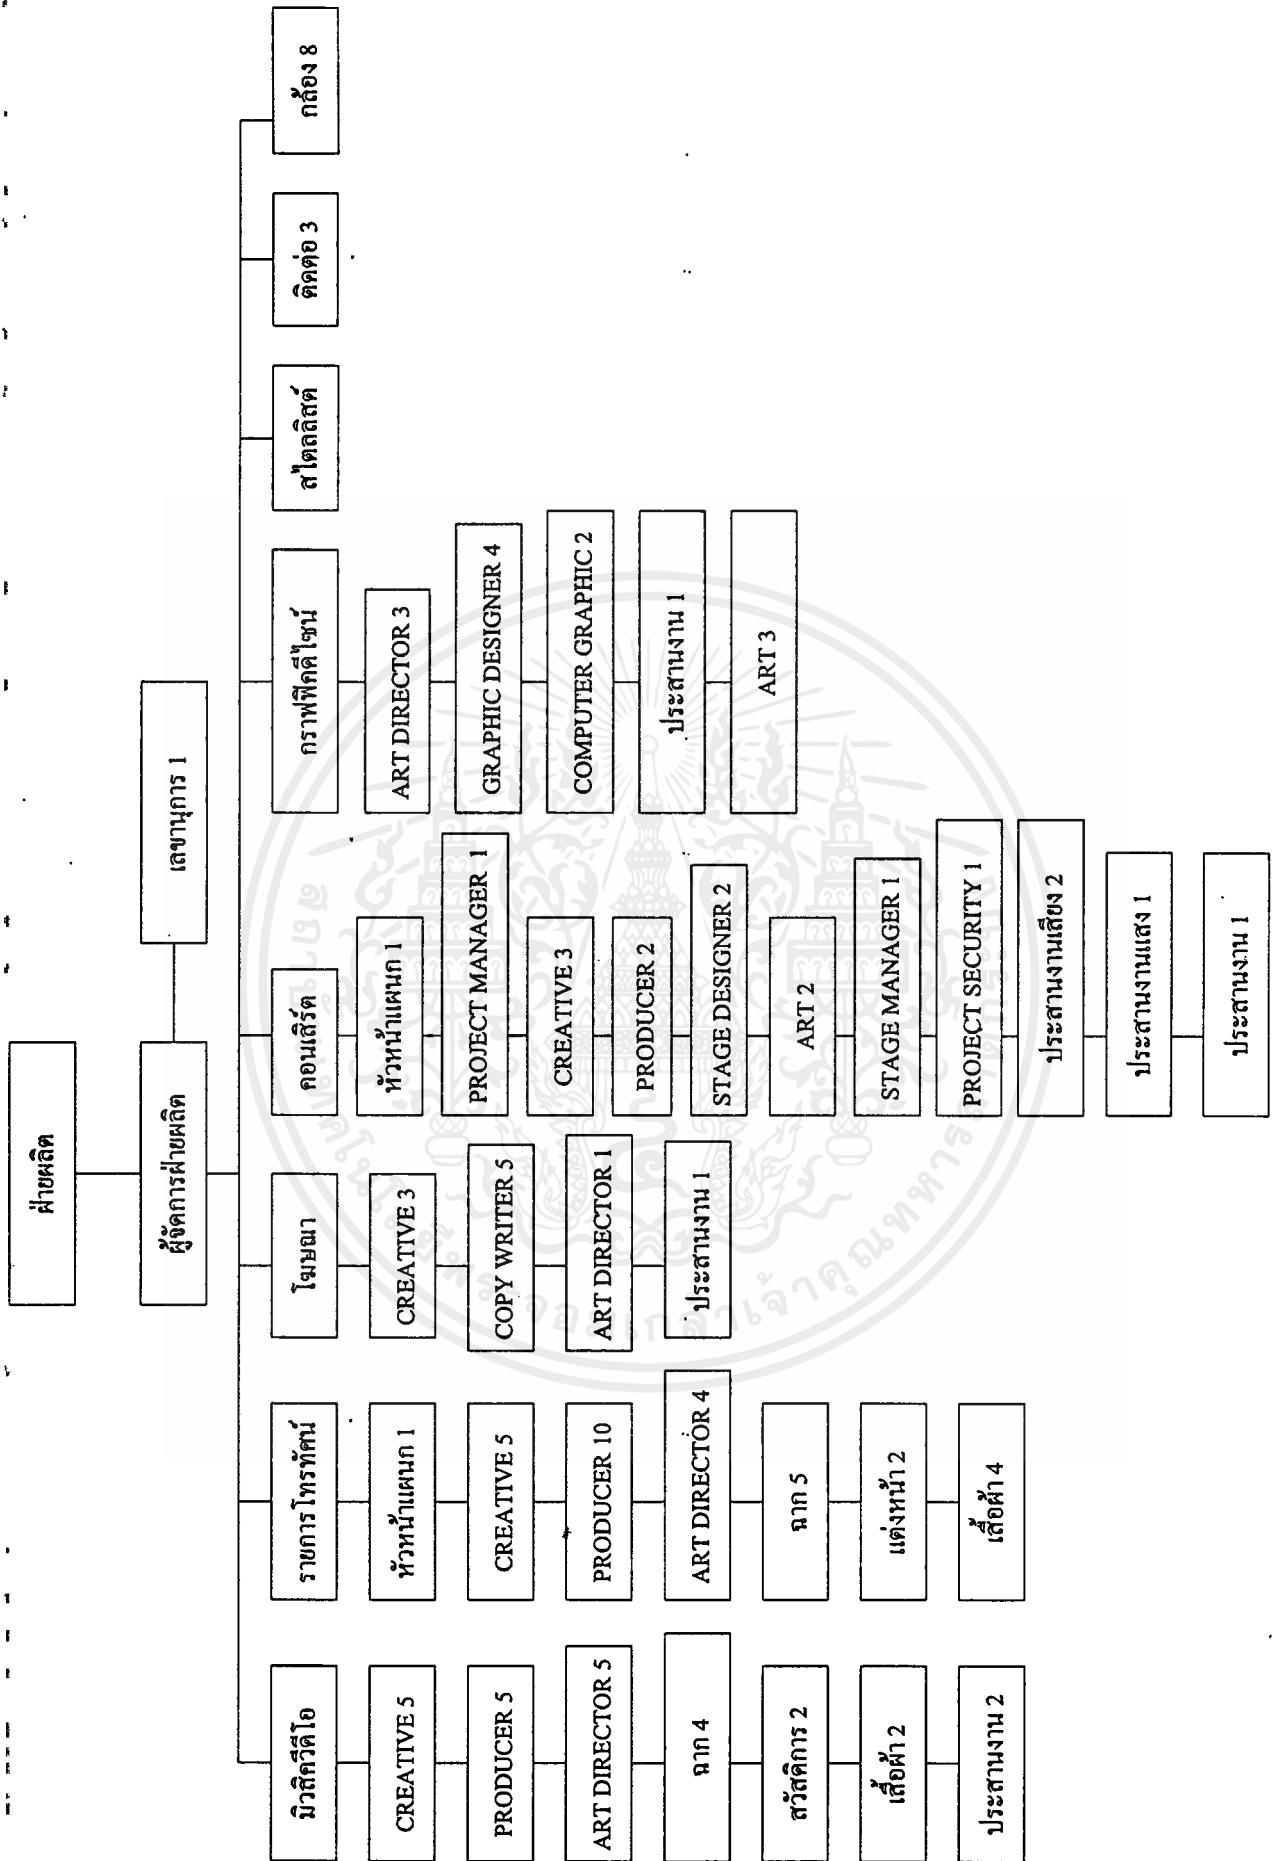 ฝ่ายผลิต
ผู้จัดการฝ่ายผลิต
เลขานุการ 1
มิวสิควีดีโอ
CREATIVE 5
PRODUCER 5
ART DIRECTOR 5
ฉาก 4
สวัสดิการ 2
เสื้อผ้า 2
ประสานงาน 2
รายการโทรทัศน์
หัวหน้าแผนก 1
CREATIVE 5
PRODUCER 10
ART DIRECTOR 4
ฉาก 5
แต่งหน้า 2
เสื้อผ้า 4
โฆษณา
CREATIVE 3
COPY WRITER 5
ART DIRECTOR 1
ประสานงาน 1
คอนเสิร์ต
หัวหน้าแผนก 1
PROJECT MANAGER 1
CREATIVE 3
PRODUCER 2
STAGE DESIGNER 2
ART 2
STAGE MANAGER 1
PROJECT SECURITY 1
ประสานงานเสียง 2
ประสานงานแสง 1
ประสานงาน 1
กราฟฟิคดีไซน์
ART DIRECTOR 3
GRAPHIC DESIGNER 4
COMPUTER GRAPHIC 2
ประสานงาน 1
ART 3
สไตลลิสต์
ติดต่อ 3
กล้อง 8